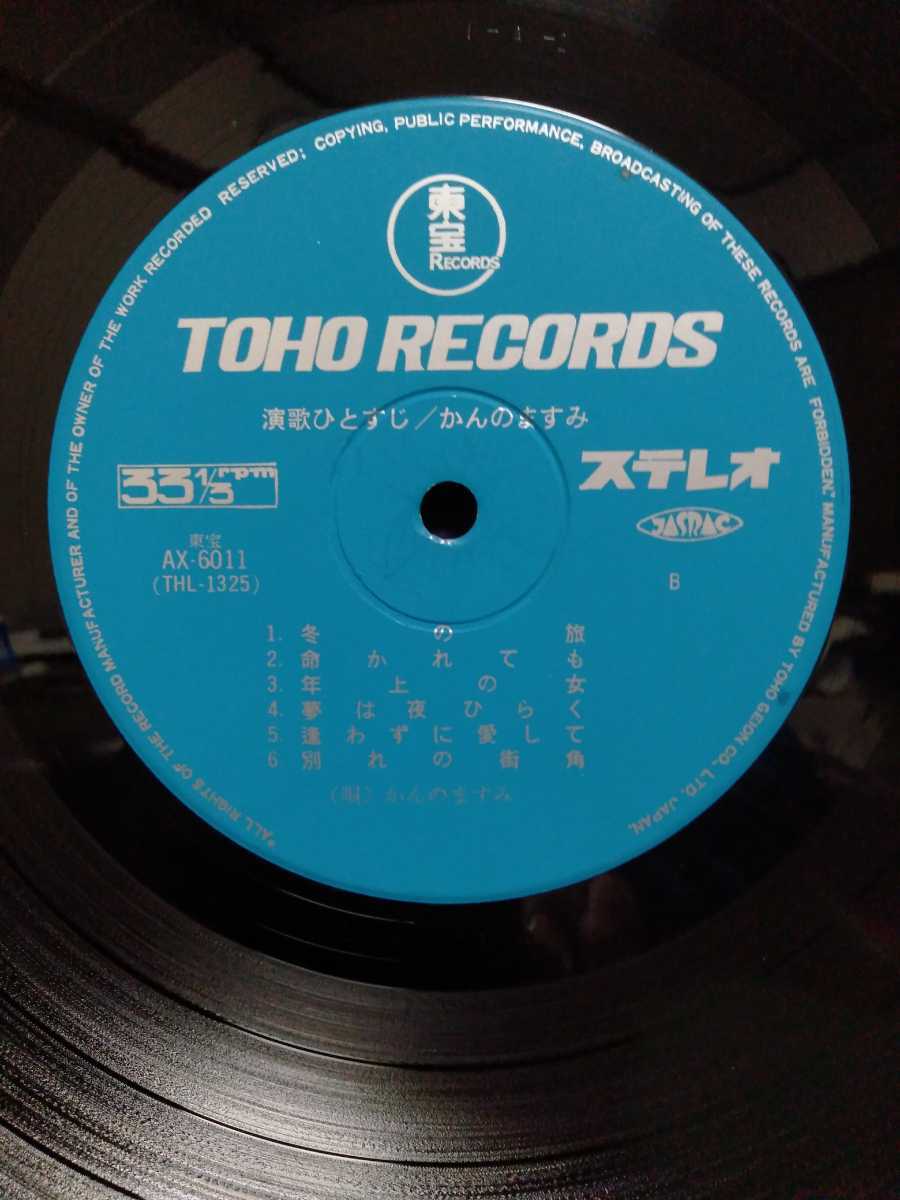 *ALL RIGHTS OF THE RECORD MANUFACTURER AND OF THE OWNER OF THE WORK RECORDED RESERVED; COPYING, PUBLIC PERFORMANCE, BROADCASTING OF THESE RECORDS ARE FORBIDDEN." MANUFACTURED BY TOHO GEION CO., LTD. JAPAN.
東宝
RECORDS
TOHO RECORDS
演歌ひとすじ/かんのますみ
33 1/3 rpm
ステレオ
JASRAC
東宝
AX-6011
(THL-1325)
B
1. 冬の旅
2. 命かれても
3. 年上の女
4. 夢は夜ひらく
5. 逢わずに愛して
6 別れの街角
(唄) かんのますみ